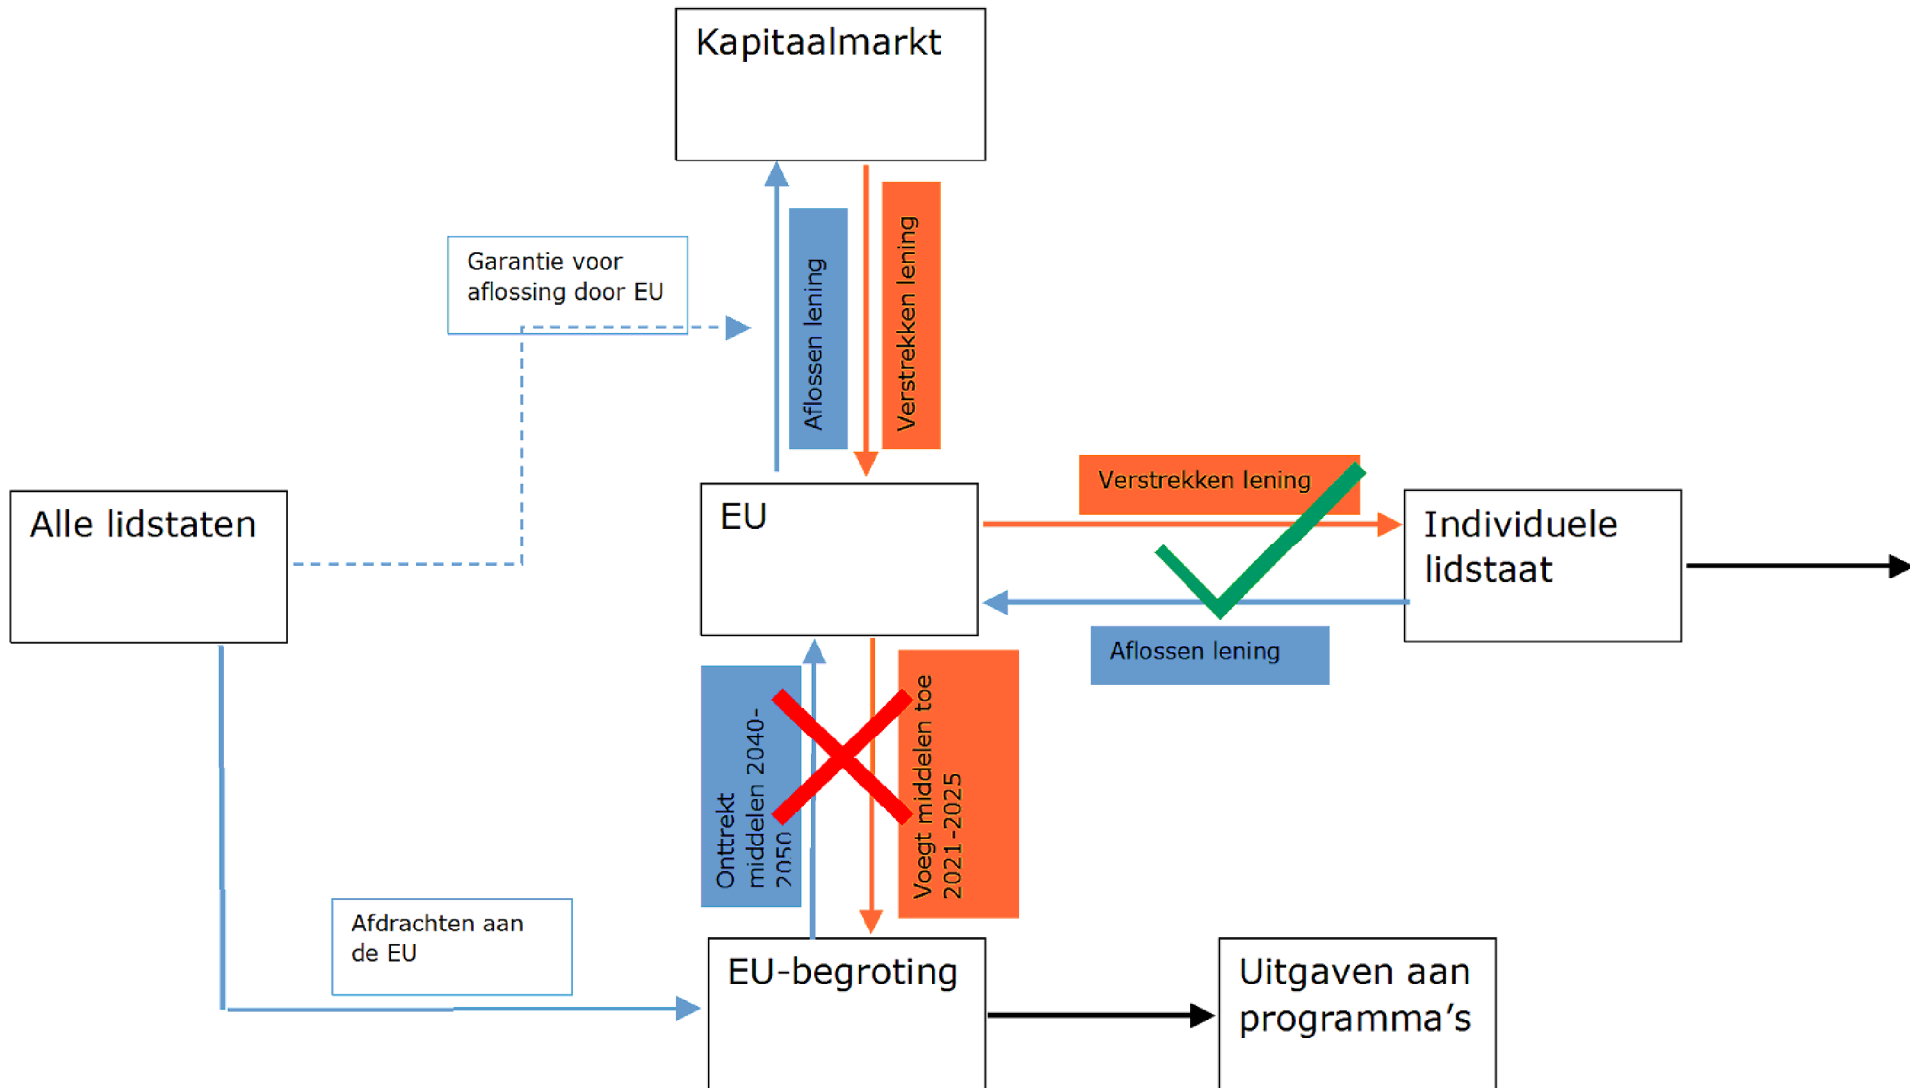 Kapitaalmarkt
Garantie voor
aflossing door EU
Aflossen lening
Verstrekken lening
Alle lidstaten
EU
Verstrekken lening
Individuele
lidstaat
Aflossen lening
Onttrekt
middelen 2040-
2050
Voegt middelen toe
2021-2025
Afdrachten aan
de EU
EU-begroting
Uitgaven aan
programma's